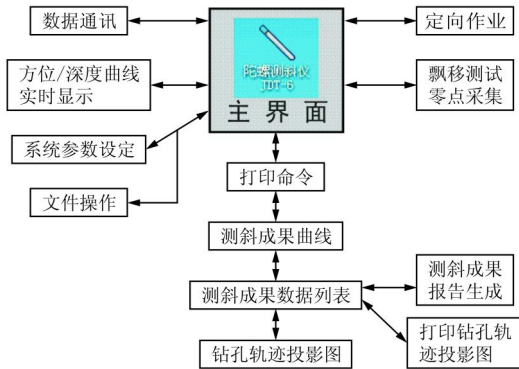 数据通讯
定向作业
陀螺测斜仪
JDT-6
主界面
方位/深度曲线
实时显示
飘移测试
零点采集
系统参数设定
文件操作
打印命令
测斜成果曲线
测斜成果数据列表
测斜成果
报告生成
打印钻孔轨
迹投影图
钻孔轨迹投影图